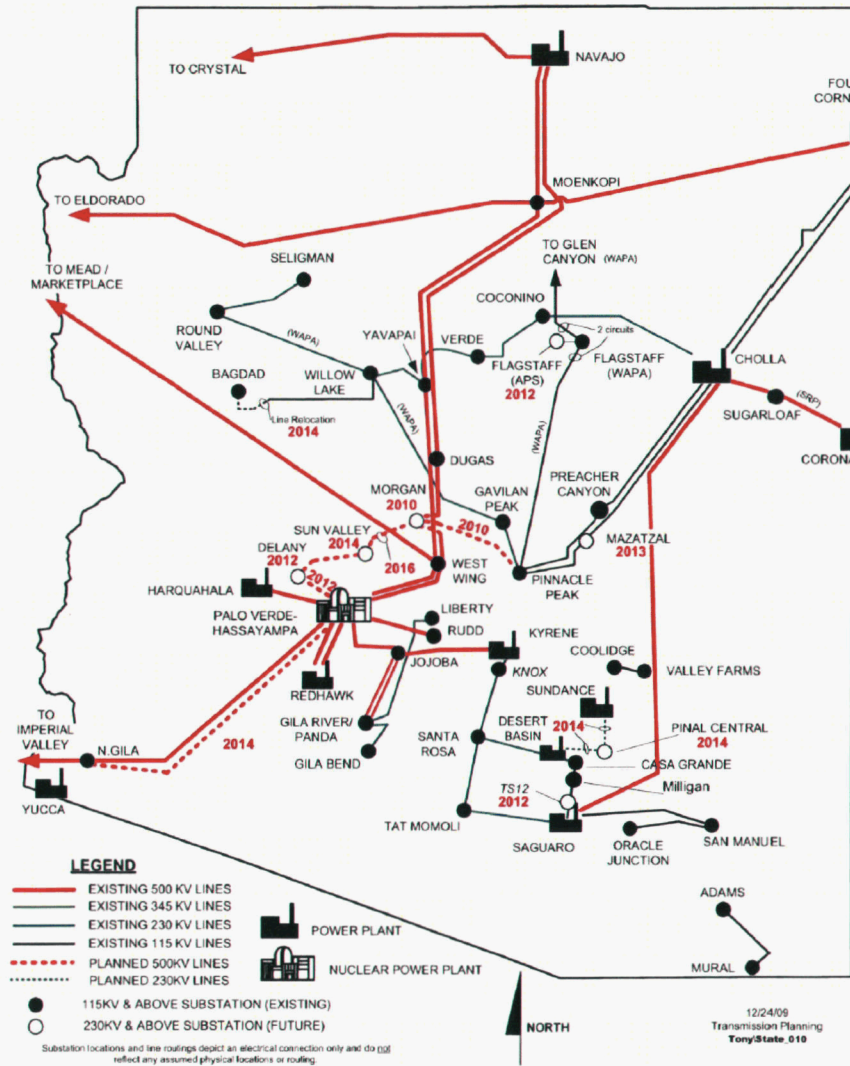 NAVAJO
TO CRYSTAL
FOU
CORN
MOENKOPI
TO ELDORADO
TO GLEN
CANYON (WAPA)
SELIGMAN
TO MEAD /
MARKETPLACE
COCONINO
2 circuits
ROUND
VALLEY
(WAPA)
YAVAPAI
VERDE
FLAGSTAFF
(APS)
2012
FLAGSTAFF
(WAPA)
CHOLLA
BAGDAD
WILLOW
LAKE
Line Relocation
2014
(WAPA)
(WAPA)
SUGARLOAF
(SRP)
CORONA
DUGAS
MORGAN
2010
GAVILAN
PEAK
PREACHER
CANYON
2010
SUN VALLEY
2014
2016
DELANY
2012
2012
WEST
WING
MAZATZAL
2013
PINNACLE
PEAK
HARQUAHALA
PALO VERDE-
HASSAYAMPA
LIBERTY
RUDD
KYRENE
JOJOBA
KNOX
COOLIDGE
VALLEY FARMS
REDHAWK
SUNDANCE
TO
IMPERIAL
VALLEY
N.GILA
2014
GILA RIVER/
PANDA
GILA BEND
SANTA
ROSA
DESERT
BASIN
2014
PINAL CENTRAL
2014
CASA GRANDE
Milligan
YUCCA
TS12
2012
TAT MOMOLI
SAGUARO
ORACLE
JUNCTION
SAN MANUEL
ADAMS
MURAL
LEGEND
EXISTING 500 KV LINES
EXISTING 345 KV LINES
EXISTING 230 KV LINES
EXISTING 115 KV LINES
PLANNED 500KV LINES
PLANNED 230KV LINES
POWER PLANT
NUCLEAR POWER PLANT
115KV & ABOVE SUBSTATION (EXISTING)
230KV & ABOVE SUBSTATION (FUTURE)
Substation locations and line routings depict an electrical connection only and do not
reflect any assumed physical locations or routing.
NORTH
12/24/09
Transmission Planning
Tony\State_010